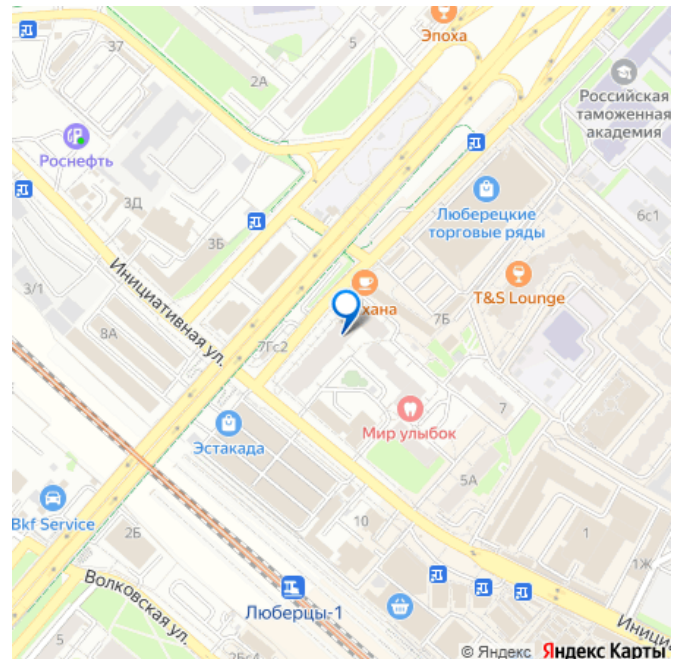 Эпоха
37
5
2А
Российская
таможенная
академия
Роснефть
3Д
Люберецкие
торговые ряды
6с1
3Б
Инициативная ул.
3/1
T&S Lounge
хана
7Б
8А
7Гс2
Мир улыбок
7
Эстакада
5А
Bkf Service
10
2Б
1
1Ж
Волковская ул.
Люберцы-1
5
2Бс4
Иници
© Яндекс Яндекс Карты